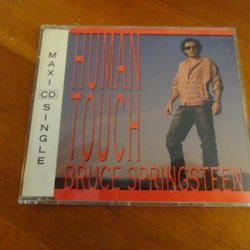 MAXI CD SINGLE
HUMAN
TOUCH
BRUCE SPRINGSTEEN